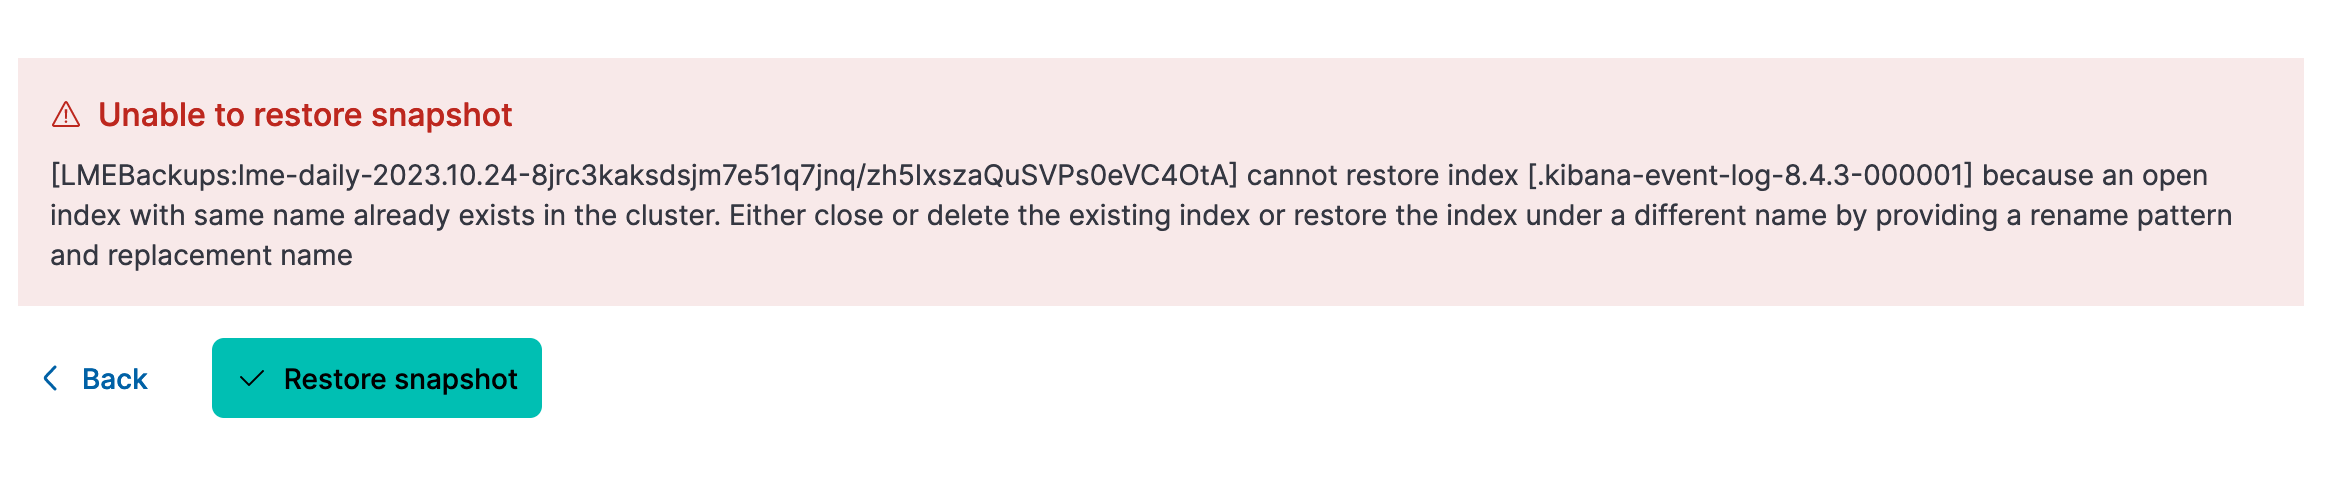 Unable to restore snapshot
[LMEBackups:lme-daily-2023.10.24-8jrc3kaksdsjm7e51q7jnq/zh5IxszaQuSVPs0eVC4OtA] cannot restore index [.kibana-event-log-8.4.3-000001] because an open
index with same name already exists in the cluster. Either close or delete the existing index or restore the index under a different name by providing a rename pattern
and replacement name
Back
Restore snapshot